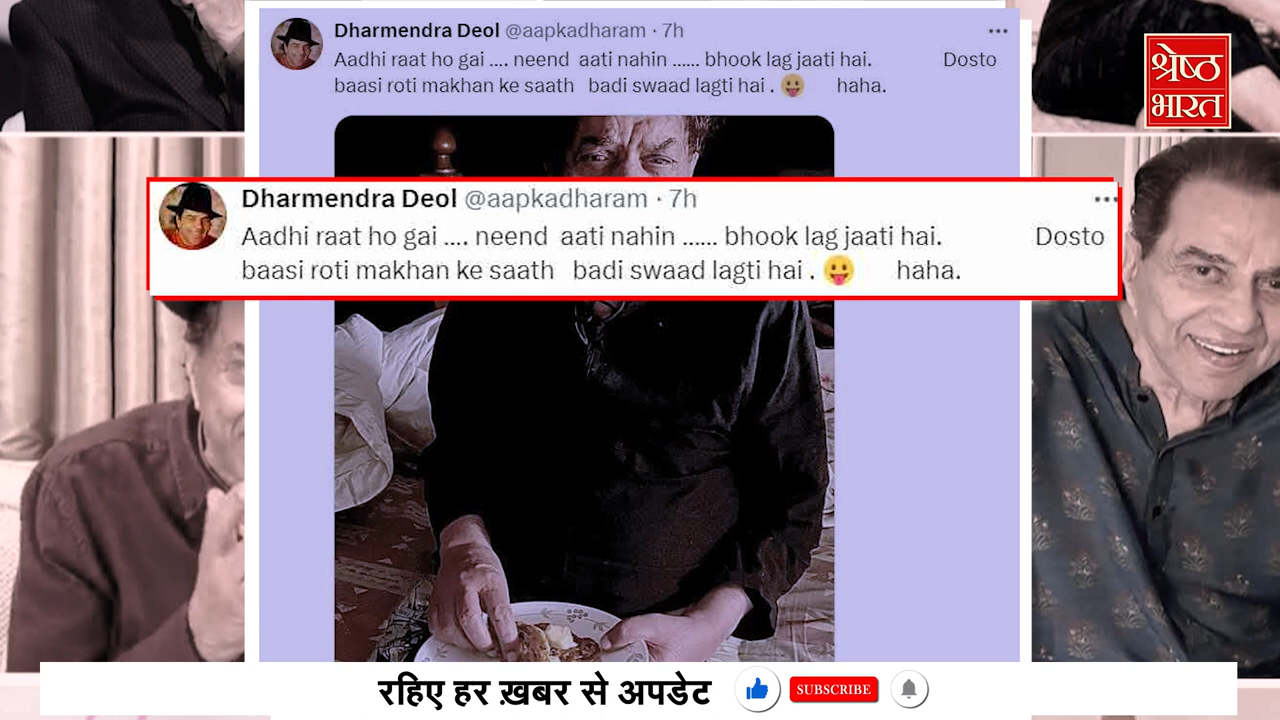 Dharmendra Deol @aapkadharam · 7h
Aadhi raat ho gai .... neend aati nahin ...... bhook lag jaati hai. Dosto
baasi roti makhan ke saath badi swaad lagti hai . 😛 haha.
श्रेष्ठ
भारत
Dharmendra Deol @aapkadharam · 7h
Aadhi raat ho gai .... neend aati nahin ...... bhook lag jaati hai. Dosto
baasi roti makhan ke saath badi swaad lagti hai . 😛 haha.
रहिए हर ख़बर से अपडेट
SUBSCRIBE